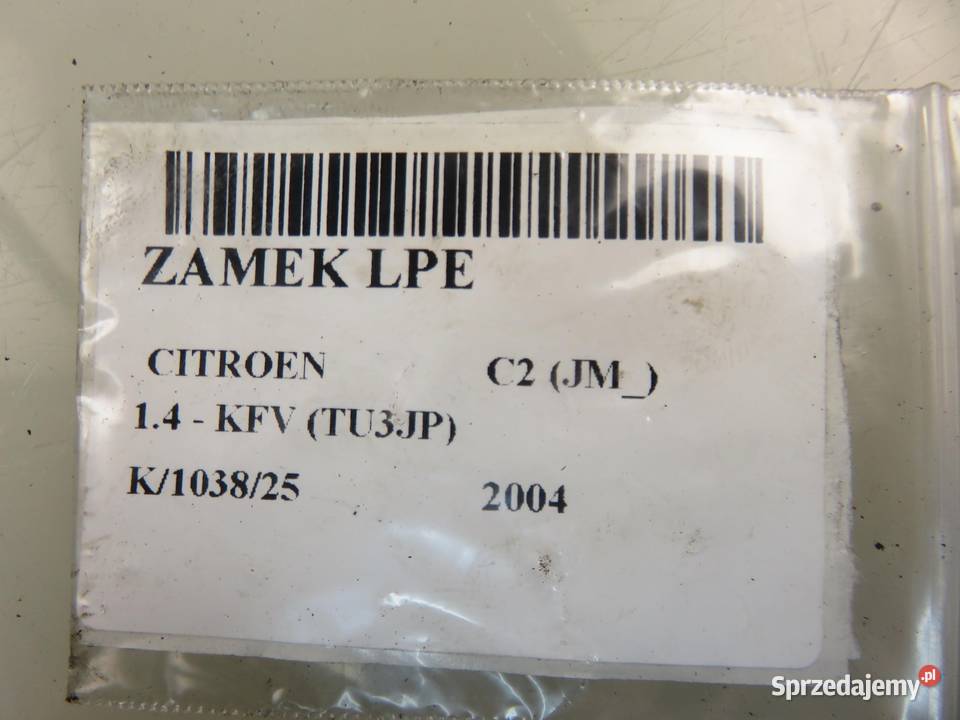 ZAMEK LPE
CITROEN C2 (JM_)
1.4 - KFV (TU3JP)
K/1038/25 2004
Sprzedajemy.pl